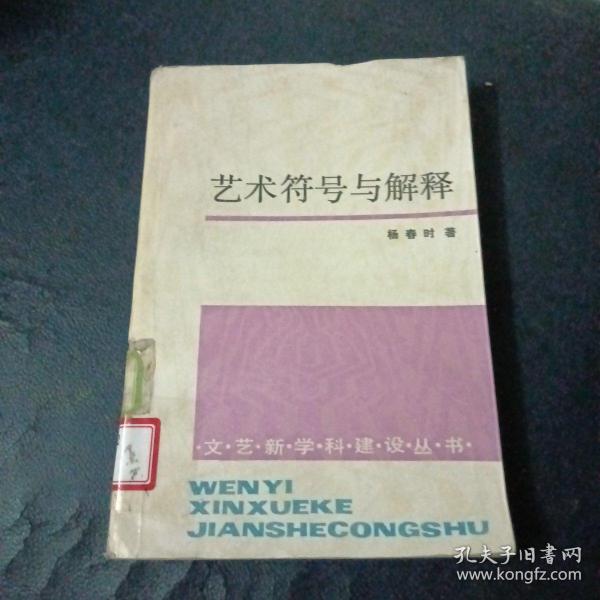 艺术符号与解释
杨春时 著
·文·艺·新·学·科·建·设·丛·书·
WENYI
XINXUEKE
JIANSHECONGSHU
孔夫子旧书网
www.kongfz.com